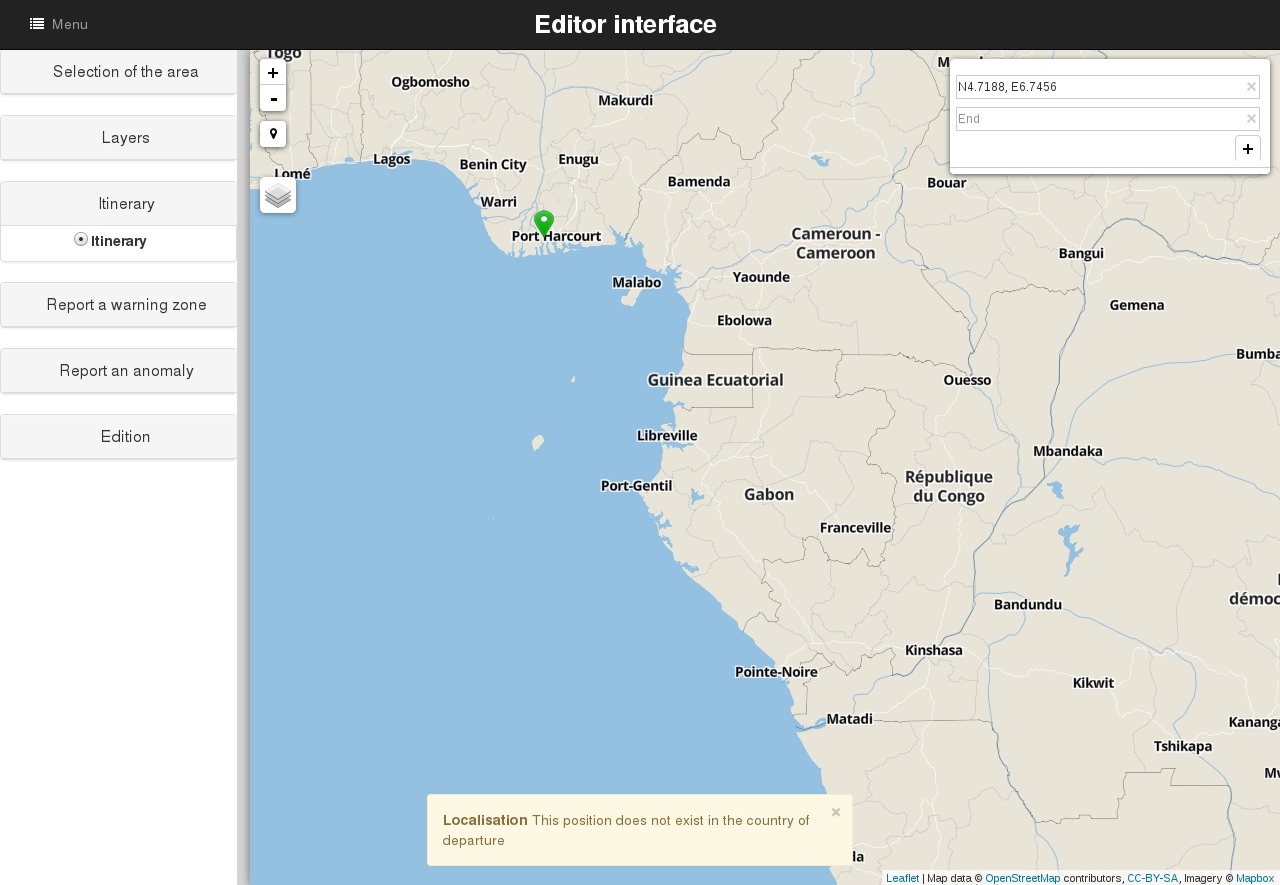 Menu
Editor interface
Selection of the area
Layers
Itinerary
Itinerary
Report a warning zone
Report an anomaly
Edition
+
-
N4.7188, E6.7456 ×
End ×
+
Togo
Ogbomosho
Makurdi
Lagos
Benin City
Enugu
Lomé
Bamenda
Bouar
Warri
Port Harcourt
Cameroun -
Cameroon
Bangui
Malabo
Yaounde
Gemena
Ebolowa
Bumba
Guinea Ecuatorial
Ouesso
Libreville
Mbandaka
Port-Gentil
Gabon
République
du Congo
Franceville
démoc
Bandundu
Kinshasa
Pointe-Noire
Kikwit
Matadi
Kananga
Tshikapa
Mw
Localisation This position does not exist in the country of ×
departure
da
Leaflet | Map data © OpenStreetMap contributors, CC-BY-SA, Imagery © Mapbox